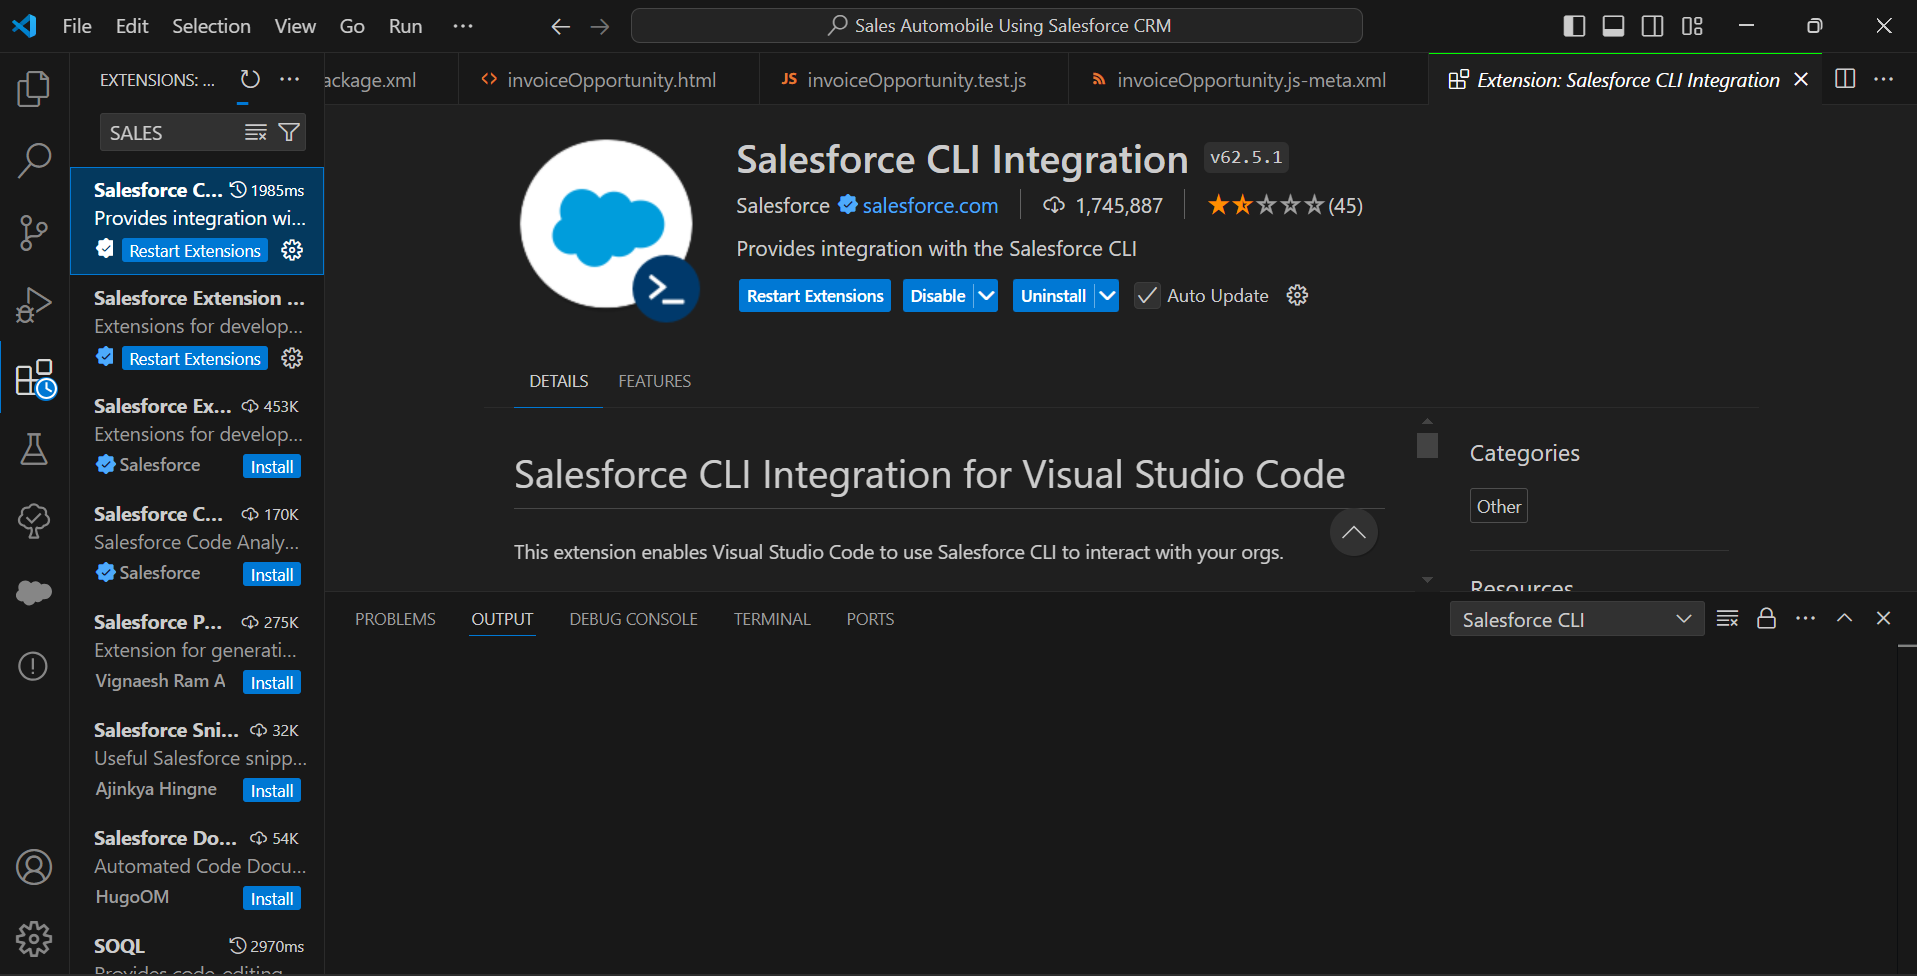 File Edit Selection View Go Run ···
Sales Automobile Using Salesforce CRM
EXTENSIONS: ...
ackage.xml
<> invoiceOpportunity.html
JS invoiceOpportunity.test.js
invoiceOpportunity.js-meta.xml
Extension: Salesforce CLI Integration
SALES
Salesforce C... 1985ms
Provides integration wi...
Restart Extensions
Salesforce Extension ...
Extensions for develop...
Restart Extensions
Salesforce Ex... 453K
Extensions for develop...
Salesforce Install
Salesforce C... 170K
Salesforce Code Analy...
Salesforce Install
Salesforce P... 275K
Extension for generati...
Vignaesh Ram A Install
Salesforce Sni... 32K
Useful Salesforce snipp...
Ajinkya Hingne Install
Salesforce Do... 54K
Automated Code Docu...
HugoOM Install
SOQL 2970ms
Provides code-editing
Salesforce CLI Integration v62.5.1
Salesforce salesforce.com 1,745,887 (45)
Provides integration with the Salesforce CLI
Restart Extensions Disable Uninstall Auto Update
DETAILS FEATURES
Salesforce CLI Integration for Visual Studio Code
This extension enables Visual Studio Code to use Salesforce CLI to interact with your orgs.
Categories
Other
Resources
PROBLEMS OUTPUT DEBUG CONSOLE TERMINAL PORTS
Salesforce CLI